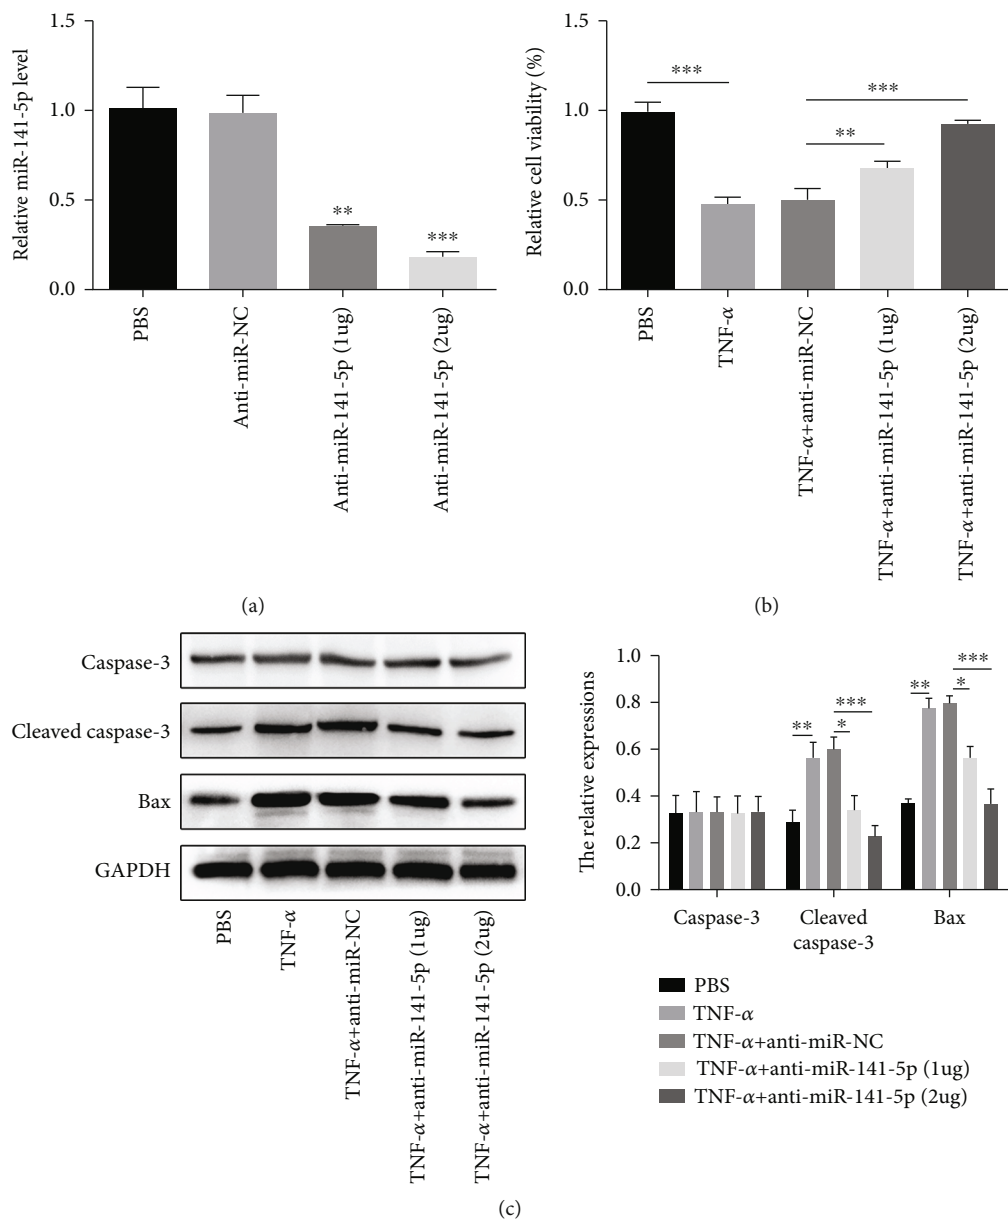 Relative miR-141-5p level
1.5
1.0
0.5
0.0
**
***
PBS
Anti-miR-NC
Anti-miR-141-5p (1ug)
Anti-miR-141-5p (2ug)
(a)
Relative cell viability (%)
1.5
1.0
0.5
0.0
***
**
***
PBS
TNF-α
TNF-α+anti-miR-NC
TNF-α+anti-miR-141-5p (1ug)
TNF-α+anti-miR-141-5p (2ug)
(b)
Caspase-3
Cleaved caspase-3
Bax
GAPDH
PBS
TNF-α
TNF-α+anti-miR-NC
TNF-α+anti-miR-141-5p (1ug)
TNF-α+anti-miR-141-5p (2ug)
The relative expressions
1.0
0.8
0.6
0.4
0.2
0.0
**
***
*
**
***
*
Caspase-3
Cleaved
caspase-3
Bax
PBS
TNF-α
TNF-α+anti-miR-NC
TNF-α+anti-miR-141-5p (1ug)
TNF-α+anti-miR-141-5p (2ug)
(c)